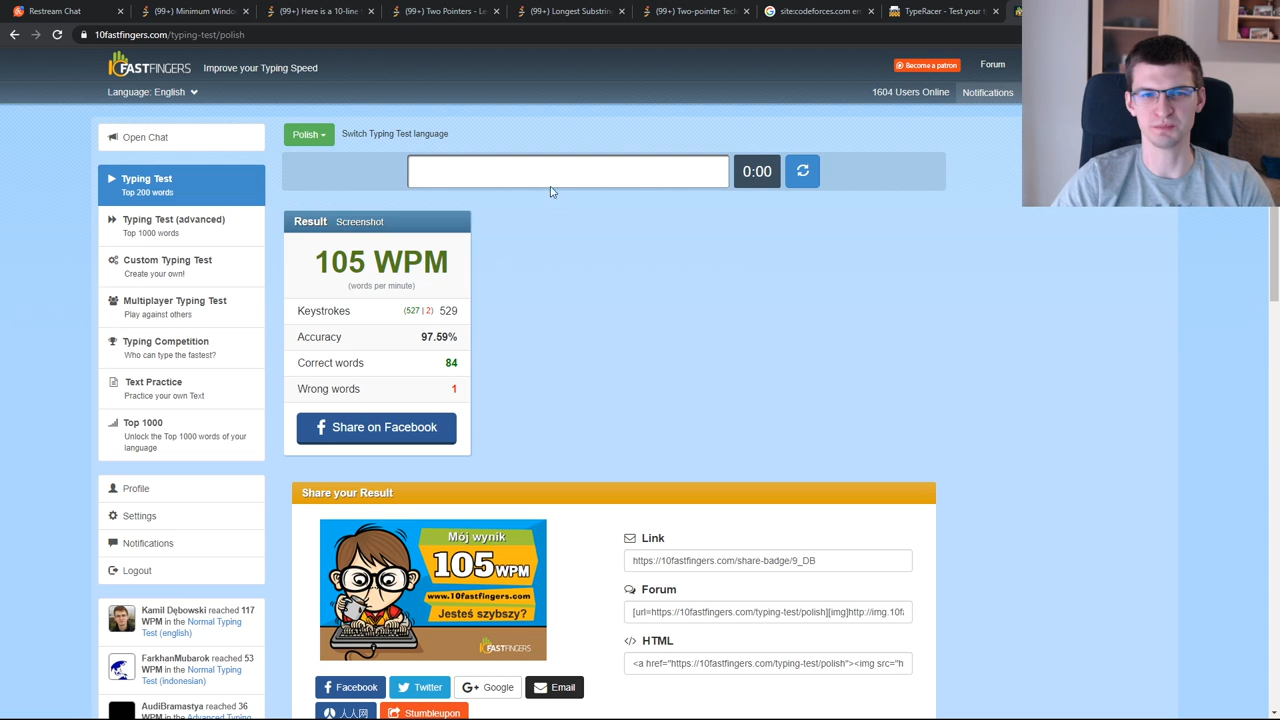 Restream Chat
(99+) Minimum Windo
(99+) Here is a 10-line t
(99+) Two Pointers - Le
(99+) Longest Substrin
(99+) Two-pointer Tech
site:codeforces.com em
TypeRacer - Test your t
10fastfingers.com/typing-test/polish
10FASTFINGERS
Improve your Typing Speed
Become a patron
Forum
Language: English
1604 Users Online
Notifications
Open Chat
Polish
Switch Typing Test language
0:00
Typing Test
Top 200 words
Typing Test (advanced)
Top 1000 words
Custom Typing Test
Create your own!
Multiplayer Typing Test
Play against others
Typing Competition
Who can type the fastest?
Text Practice
Practice your own Text
Top 1000
Unlock the Top 1000 words of your
language
Profile
Settings
Notifications
Logout
Kamil Dębowski reached 117
WPM in the Normal Typing
Test (english)
FarkhanMubarok reached 53
WPM in the Normal Typing
Test (indonesian)
AudiBramastya reached 36
WPM in the Advanced Typing
Result Screenshot
105 WPM
(words per minute)
Keystrokes (527 | 2) 529
Accuracy 97.59%
Correct words 84
Wrong words 1
Share on Facebook
Share your Result
Mój wynik
105 WPM
www.10fastfingers.com
Jesteś szybszy?
10FASTFINGERS
Link
https://10fastfingers.com/share-badge/9_DB
Forum
[url=https://10fastfingers.com/typing-test/polish][img]http://img.10f
HTML
<a href="https://10fastfingers.com/typing-test/polish"><img src="h
Facebook
Twitter
Google
Email
人人网
Stumbleupon